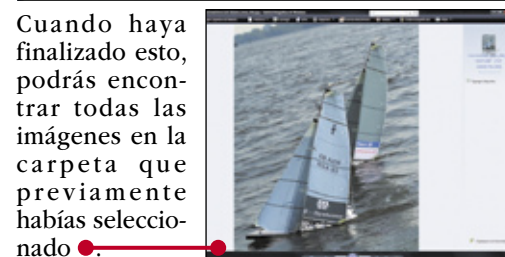 Cuando haya
finalizado esto,
podrás encon-
trar todas las
imágenes en la
carpeta que
previamente
habías seleccio-
nado.